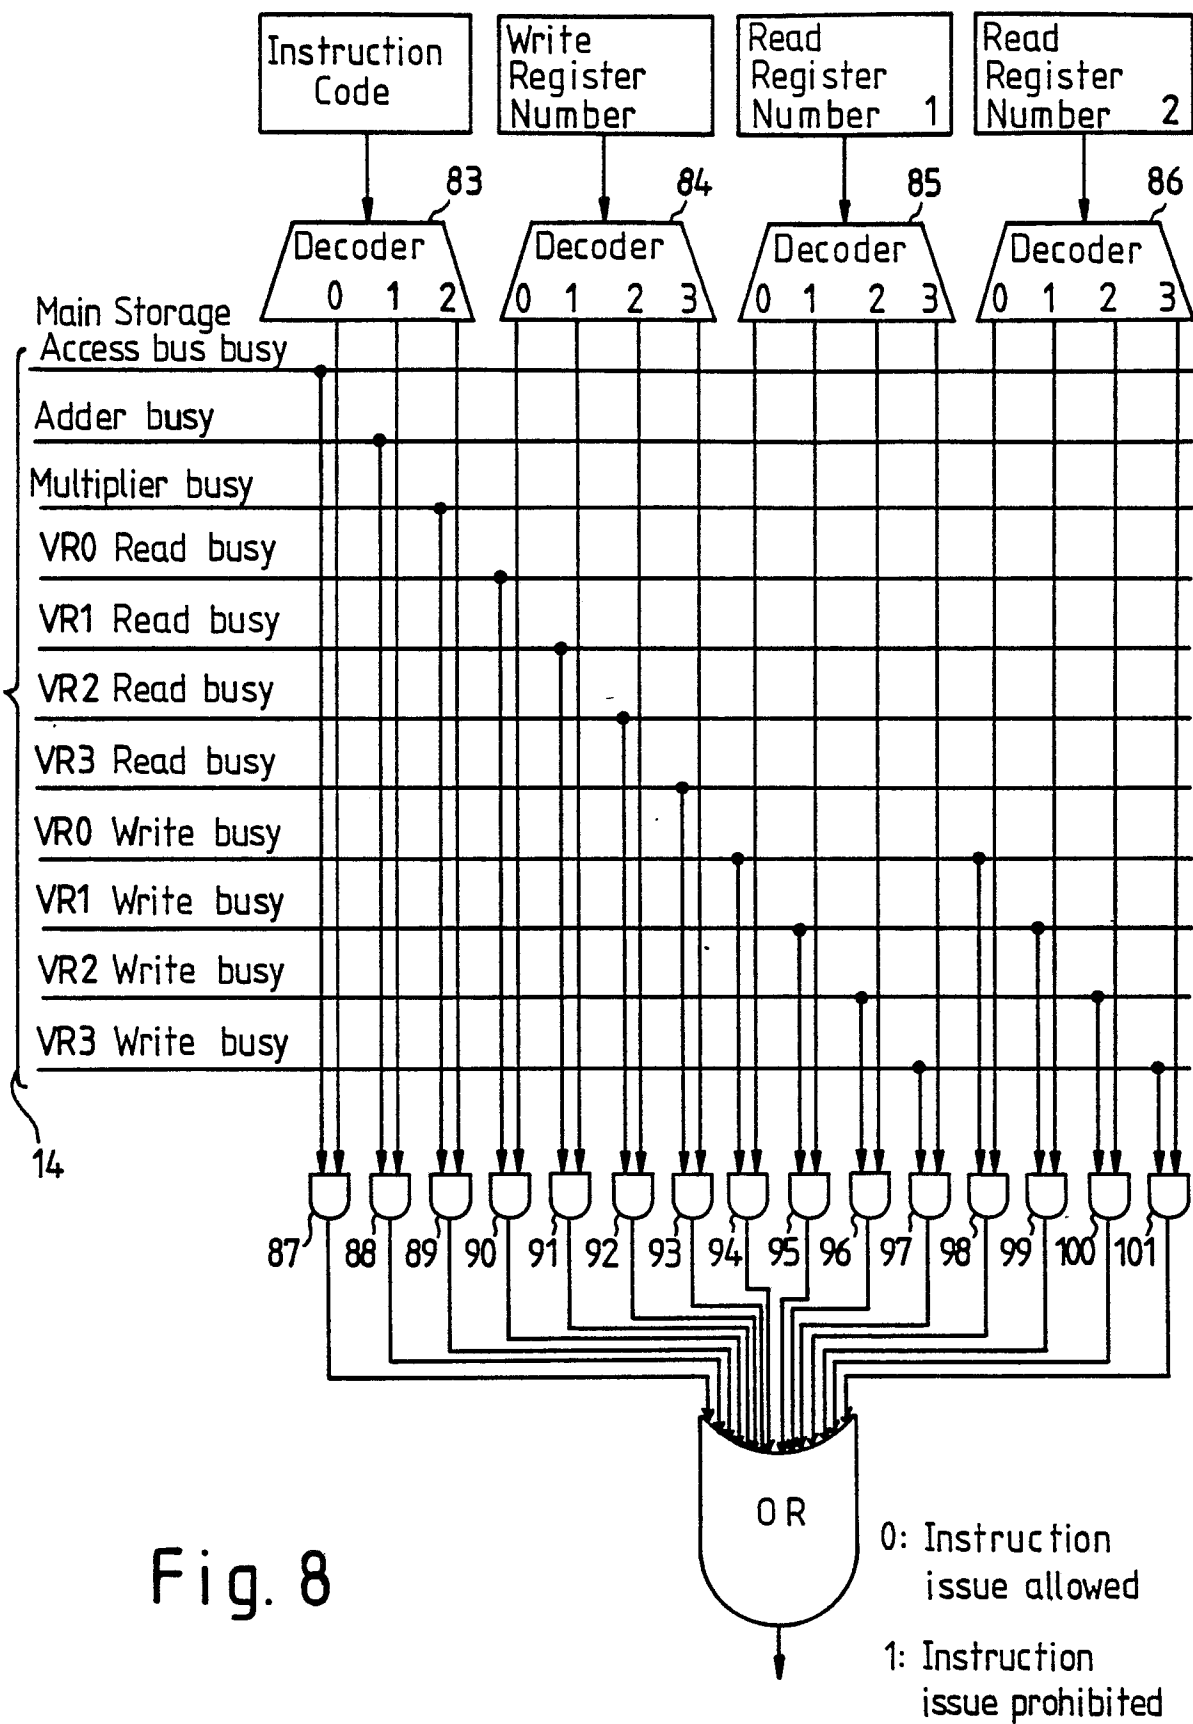 Instruction
Code
Write
Register
Number
Read
Register
Number 1
Read
Register
Number 2
83
84
85
86
Decoder
Decoder
Decoder
Decoder
0 1 2
0 1 2 3
0 1 2 3
0 1 2 3
Main Storage
Access bus busy
Adder busy
Multiplier busy
VR0 Read busy
VR1 Read busy
VR2 Read busy
VR3 Read busy
VR0 Write busy
VR1 Write busy
VR2 Write busy
VR3 Write busy
14
87 88 89 90 91 92 93 94 95 96 97 98 99 100 101
OR
0: Instruction
issue allowed
1: Instruction
issue prohibited
Fig. 8